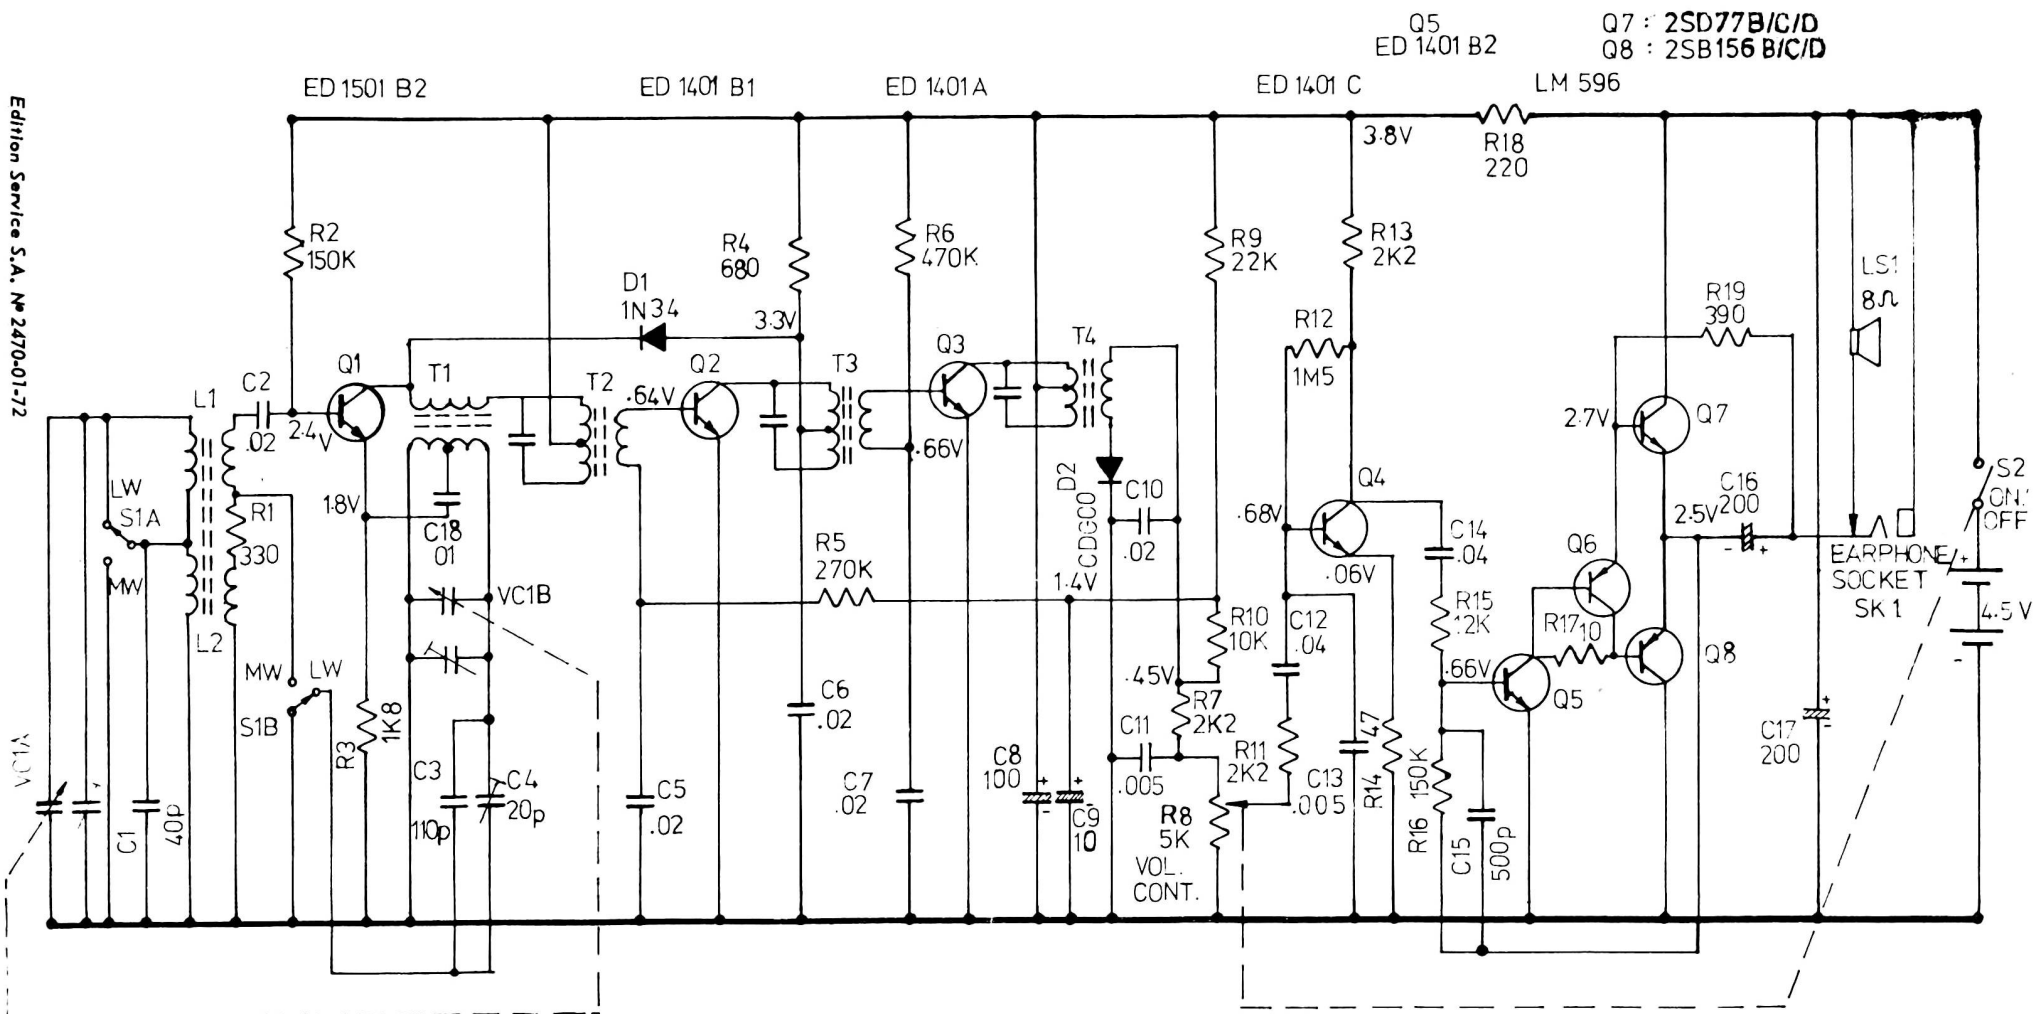 Edition Service S.A. Nº 2470-01-72
Q5
ED 1401 B2
Q7 : 2SD77B/C/D
Q8 : 2SB156 B/C/D
ED 1501 B2
ED 1401 B1
ED 1401A
ED 1401 C
LM 596
3.8V
R18
220
R2
150K
R4
680
R6
470K
R9
22K
R13
2K2
LS1
8Ω
D1
1N34
3.3V
R12
1M5
R19
390
Q1
T1
T2
Q2
T3
Q3
T4
L1
C2
.02
2.4V
.64V
.66V
2.7V
Q7
LW
S1A
MW
R1
330
1.8V
C18
01
D2
C10
.02
.68V
Q4
C14
.04
C16
200
2.5V
S2
ON/
OFF
R5
270K
1.4V
.06V
Q6
EARPHONE
SOCKET
SK1
VC1B
L2
R10
10K
C12
.04
R15
12K
R17
10
4.5V
MW
LW
S1B
.45V
.66V
Q5
Q8
R3
1K8
C6
.02
R7
2K2
VC1A
C3
110p
C4
20p
C5
.02
C7
.02
C8
100
C9
10
C11
.005
R11
2K2
C13
.005
R14
47
R16
150K
C15
500p
C17
200
C1
40p
R8
5K
VOL.
CONT.